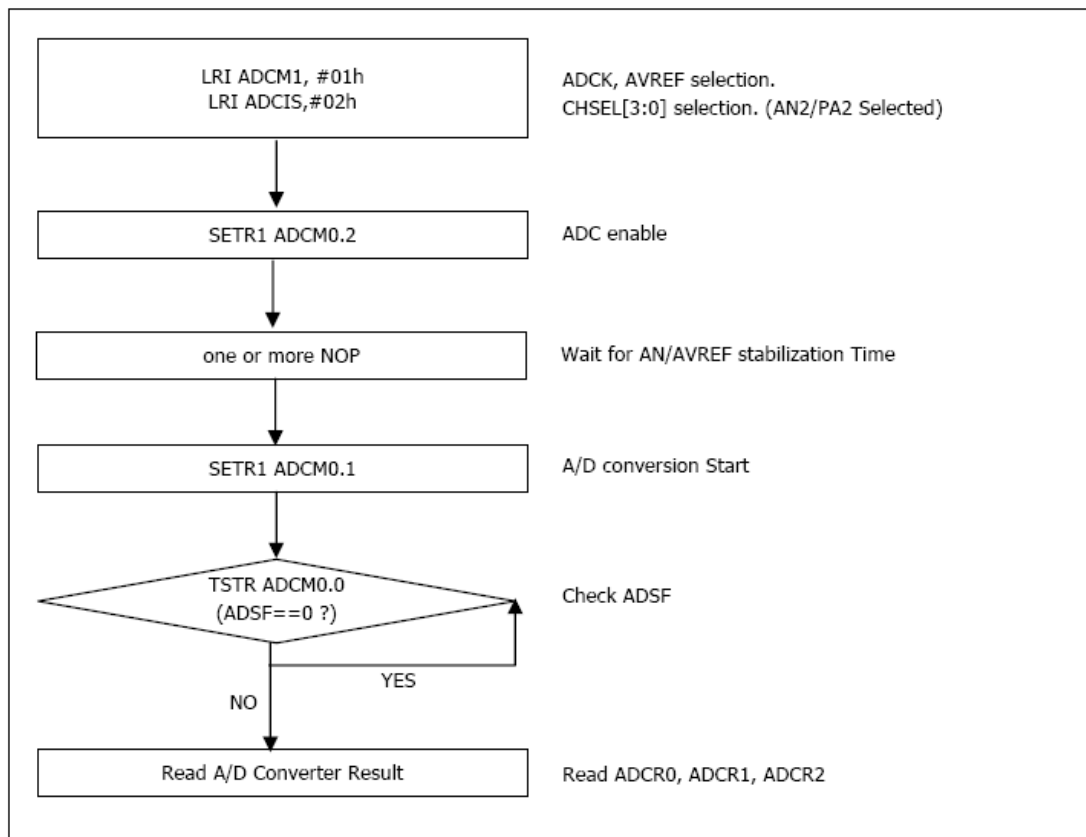 LRI ADCM1, #01h
LRI ADCIS,#02h
ADCK, AVREF selection.
CHSEL[3:0] selection. (AN2/PA2 Selected)
SETR1 ADCM0.2
ADC enable
one or more NOP
Wait for AN/AVREF stabilization Time
SETR1 ADCM0.1
A/D conversion Start
TSTR ADCM0.0
(ADSF==0 ?)
Check ADSF
YES
NO
Read A/D Converter Result
Read ADCR0, ADCR1, ADCR2